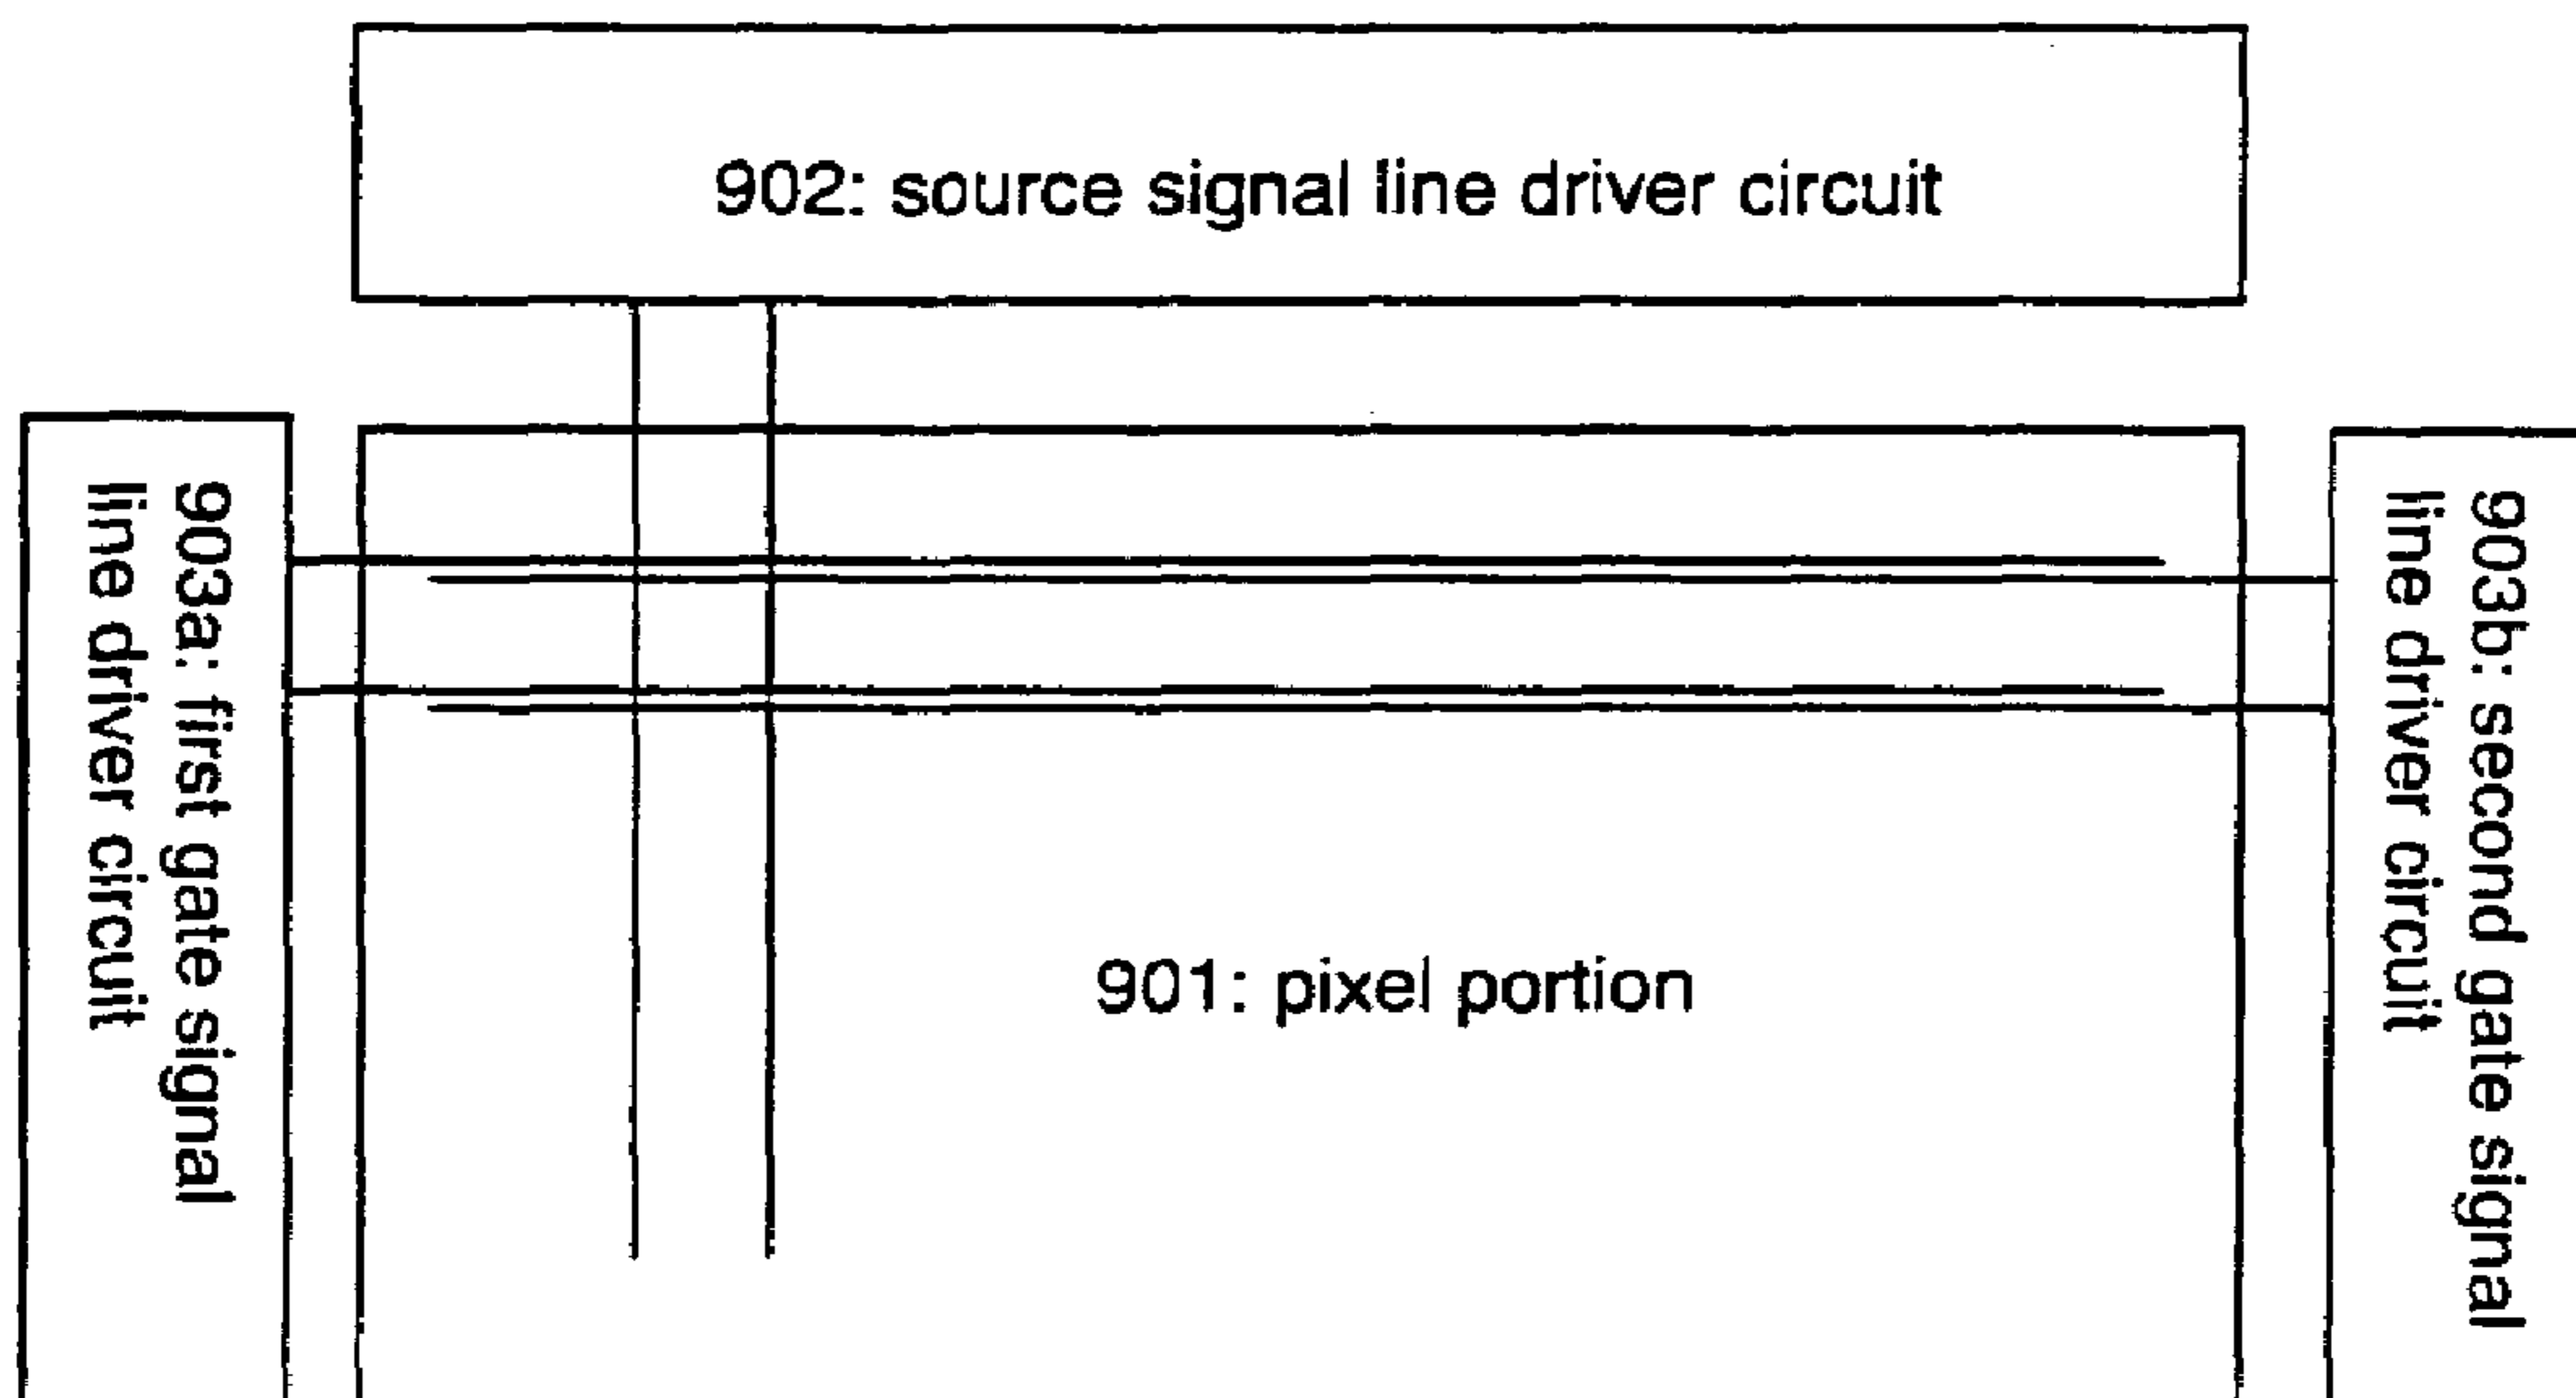 902: source signal line driver circuit
903a: first gate signal
line driver circuit
903b: second gate signal
line driver circuit
901: pixel portion